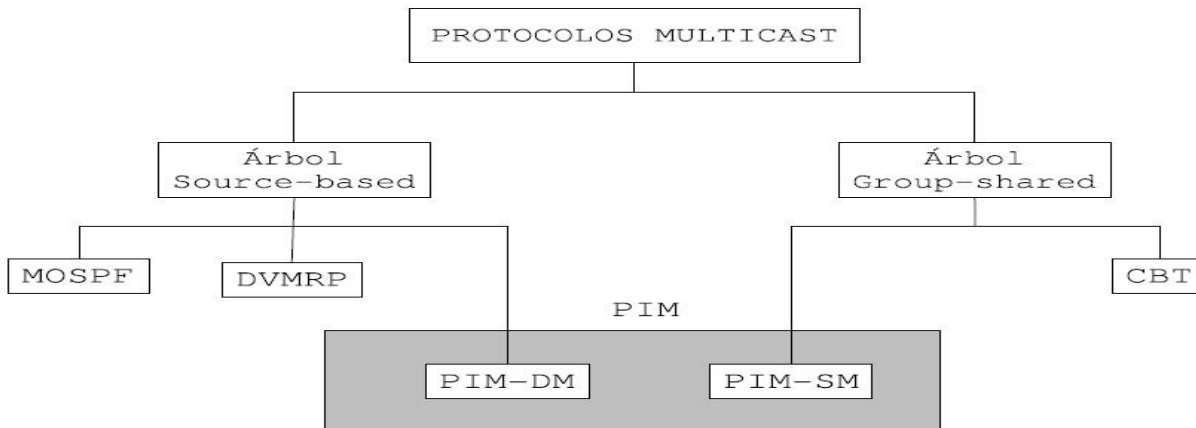 PROTOCOLOS MULTICAST
Árbol
Source-based
Árbol
Group-shared
MOSPF
DVMRP
CBT
PIM
PIM-DM
PIM-SM